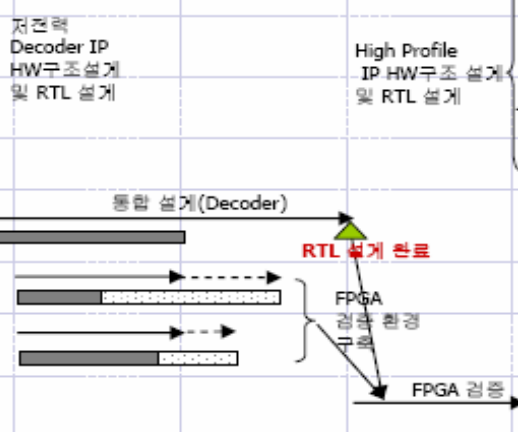 저전력
Decoder IP
HW구조설계
및 RTL 설계
High Profile
IP HW구조 설계
및 RTL 설계
통합 설계(Decoder)
RTL 설계 완료
FPGA
검증 환경
구축
FPGA 검증